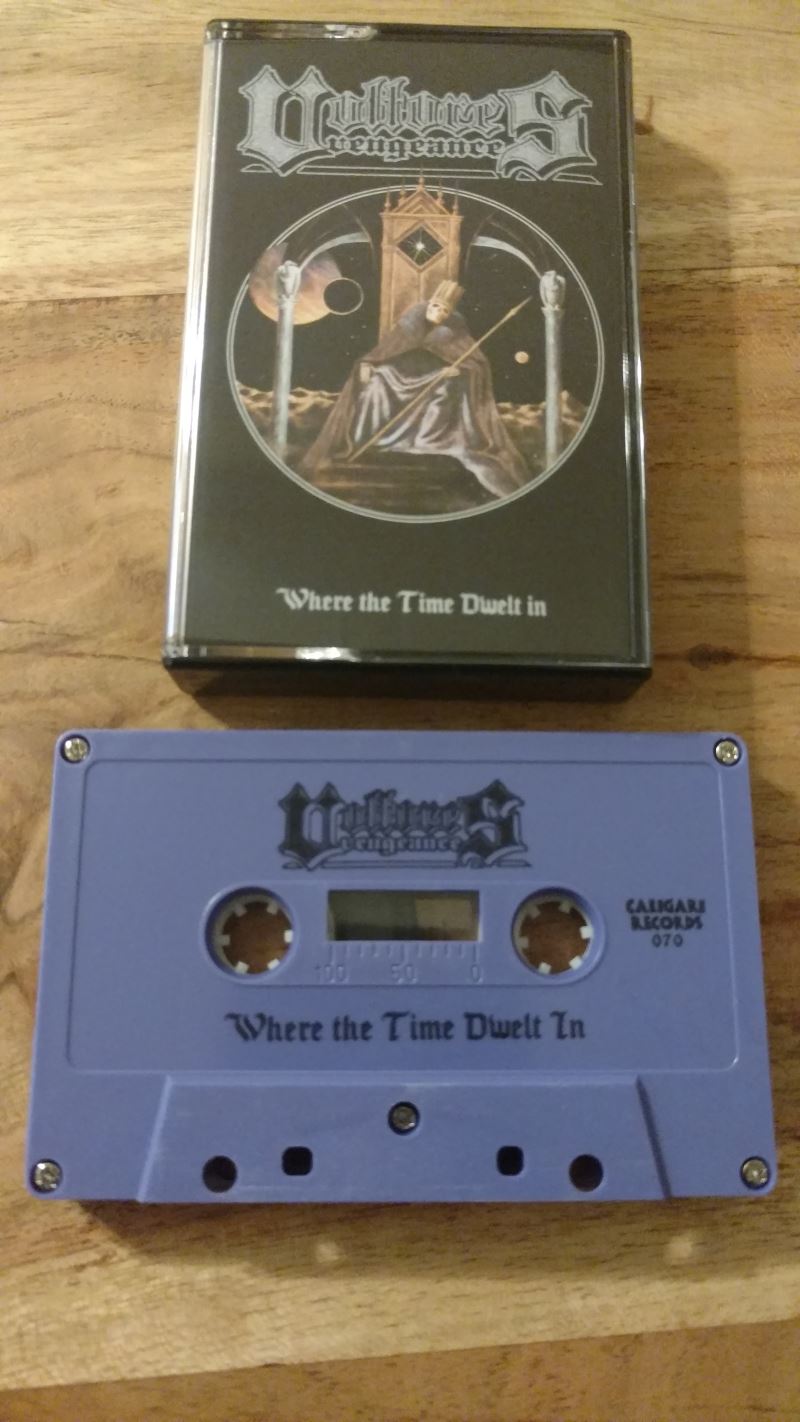 VultureS
vengeance
Where the Time Dwelt in
VultureS
vengeance
CALIGARI
RECORDS
070
100 50 0
Where the Time Dwelt In